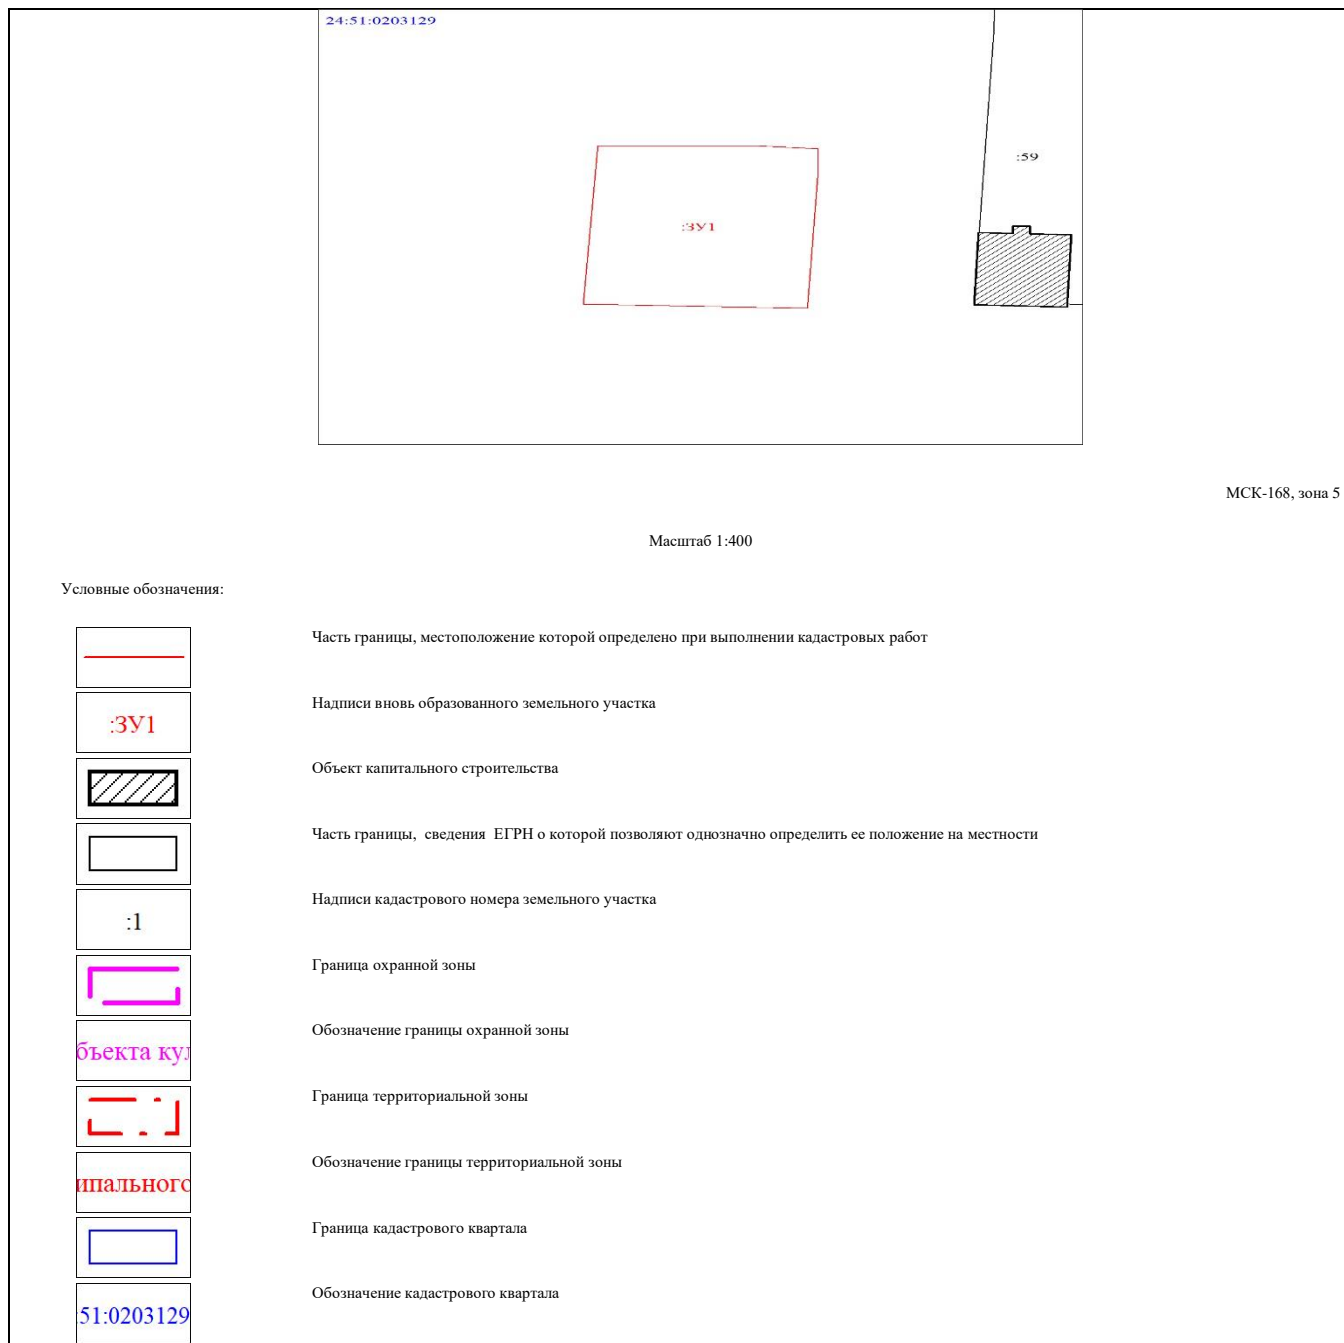 24:51:0203129
:59
:ЗУ1
МСК-168, зона 5
Масштаб 1:400
Условные обозначения:
Часть границы, местоположение которой определено при выполнении кадастровых работ
:ЗУ1
Надписи вновь образованного земельного участка
Объект капитального строительства
Часть границы, сведения ЕГРН о которой позволяют однозначно определить ее положение на местности
:1
Надписи кадастрового номера земельного участка
Граница охранной зоны
бъекта кул
Обозначение границы охранной зоны
Граница территориальной зоны
ипального
Обозначение границы территориальной зоны
Граница кадастрового квартала
:51:0203129
Обозначение кадастрового квартала